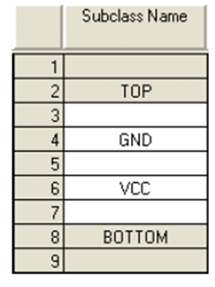 Subclass Name
1
2 TOP
3
4 GND
5
6 VCC
7
8 BOTTOM
9